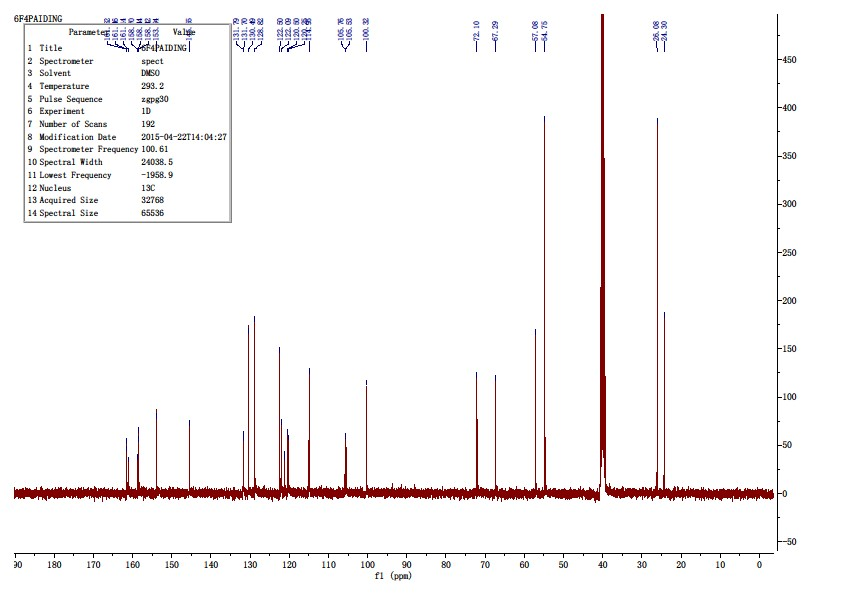 6F4PAIDING
Value
1 Title 6F4PAIDING
2 Spectrometer spect
3 Solvent DMSO
4 Temperature 293.2
5 Pulse Sequence zgpg30
6 Experiment 1D
7 Number of Scans 192
8 Modification Date 2015-04-22T14:04:27
9 Spectrometer Frequency 100.61
10 Spectral Width 24038.5
11 Lowest Frequency -1958.9
12 Nucleus 13C
13 Acquired Size 32768
14 Spectral Size 65536
131.79
131.70
130.49
128.82
122.50
122.09
120.50
105.76
105.53
100.32
72.10
67.29
57.08
54.75
26.08
24.30
450
400
350
300
250
200
150
100
50
0
-50
90 180 170 160 150 140 130 120 110 100 90 80 70 60 50 40 30 20 10 0
f1 (ppm)